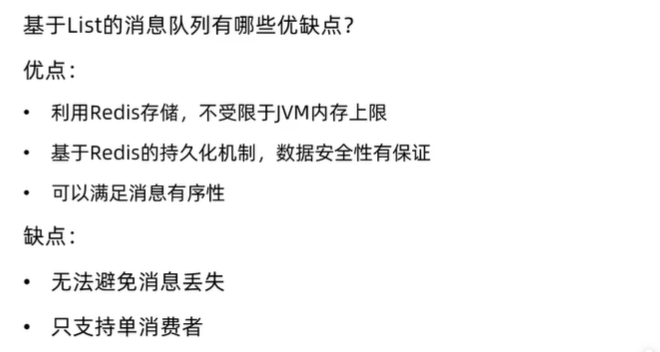 基于List的消息队列有哪些优缺点？
优点：
• 利用Redis存储，不受限于JVM内存上限
• 基于Redis的持久化机制，数据安全性有保证
• 可以满足消息有序性
缺点：
• 无法避免消息丢失
• 只支持单消费者